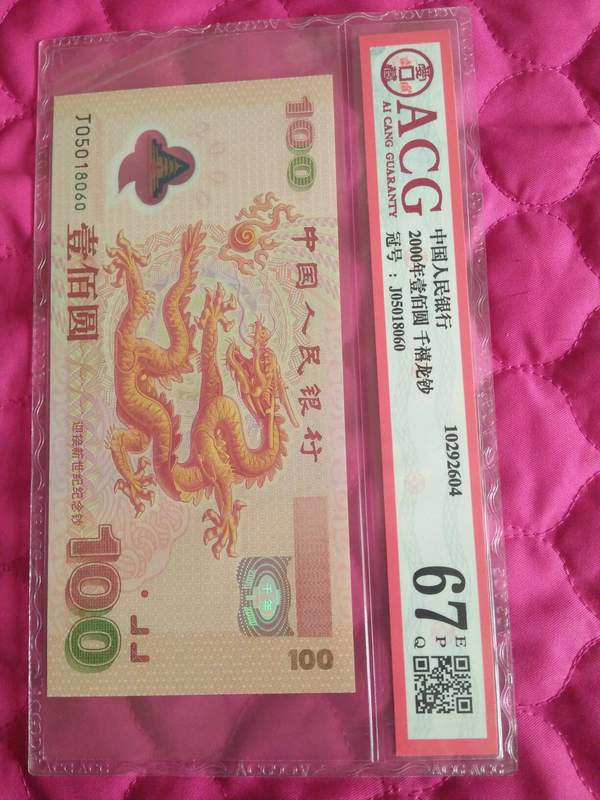 ACG
AI CANG GUARANTY
中国人民银行
2000年壹佰圆 千禧龙钞
冠号：J05018060
10292604
67
EPQ
J05018060
100
中国人民银行
壹佰圆
迎接新世纪纪念钞
100
千年
100